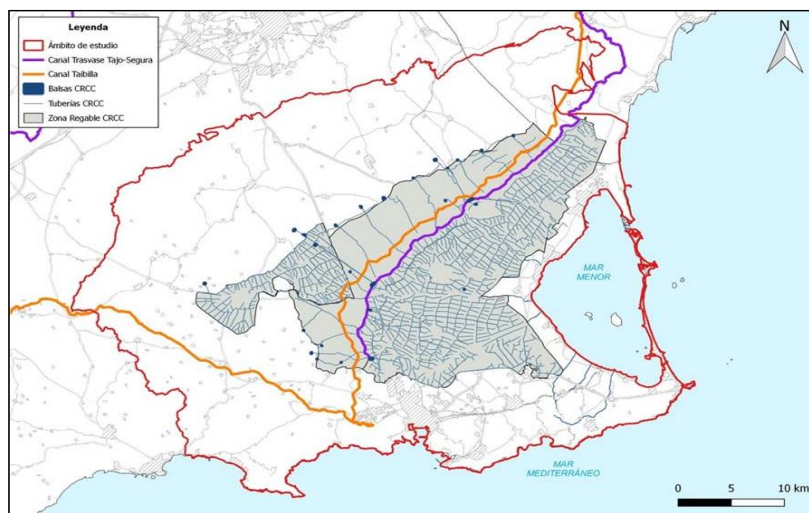 Leyenda
Ámbito de estudio
Canal Trasvase Tajo-Segura
Canal Taibilla
Balsas CRCC
Tuberías CRCC
Zona Regable CRCC
N
MAR
MENOR
MAR
MEDITERRÁNEO
0 5 10 km